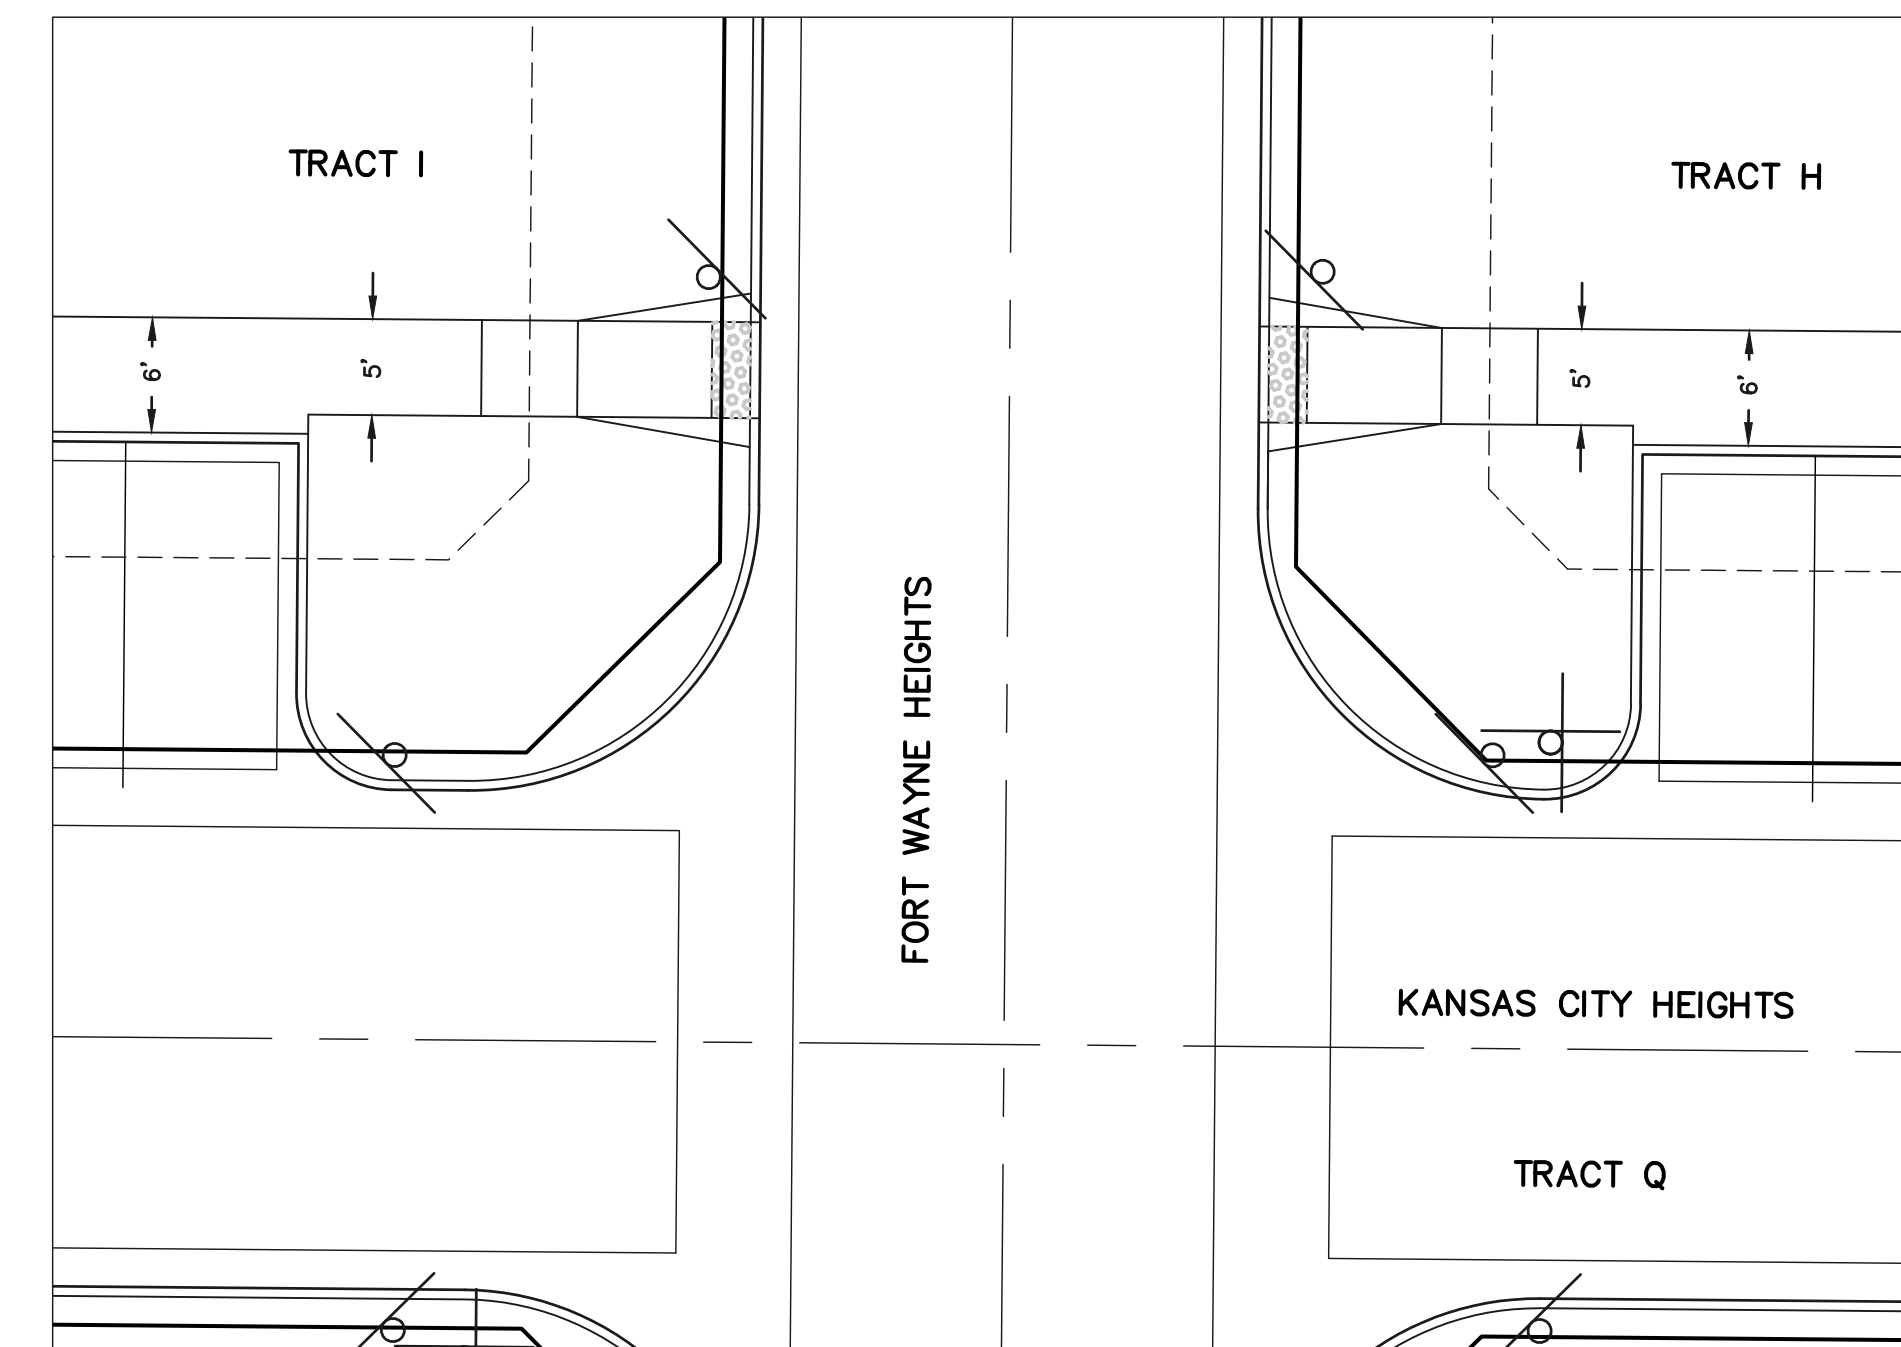 TRACT I
TRACT H
6'
5'
5'
6'
FORT WAYNE HEIGHTS
KANSAS CITY HEIGHTS
TRACT Q